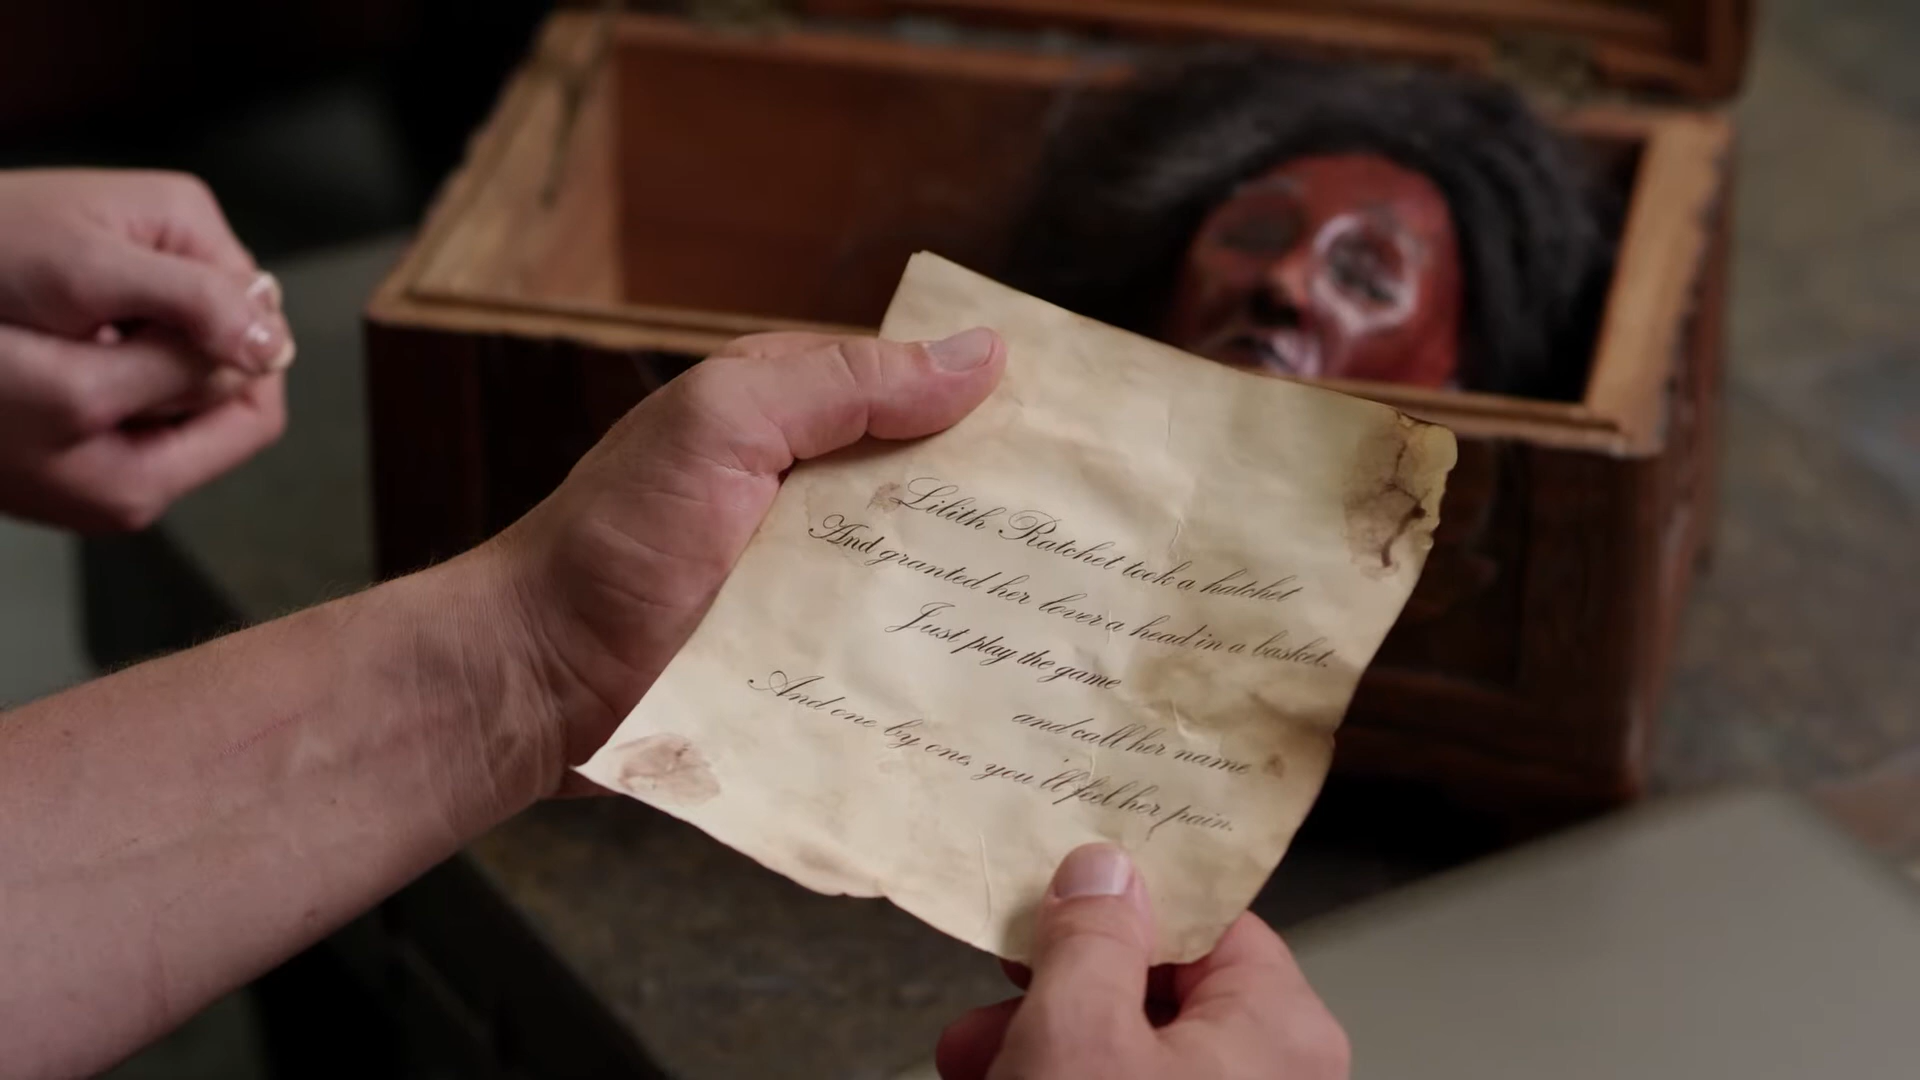 Lilith Ratchet took a hatchet
And granted her lover a head in a basket.
Just play the game
and call her name
And one by one, you'll feel her pain.